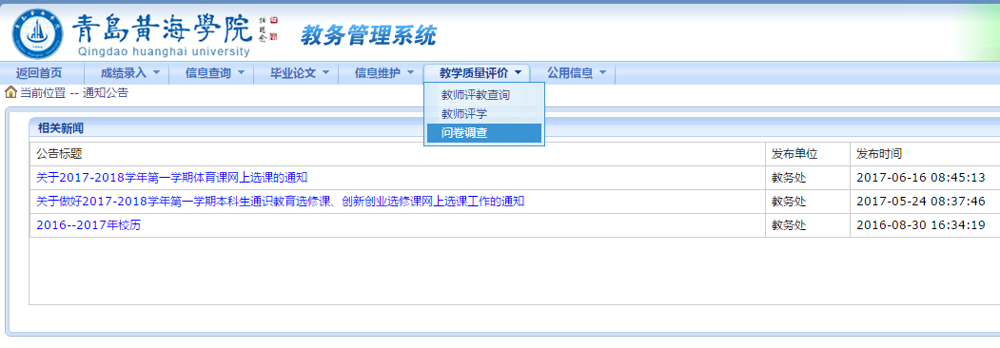 青島黄海學院
Qingdao huanghai university
教务管理系统
返回首页 成绩录入 信息查询 毕业论文 信息维护 教学质量评价 公用信息
当前位置 -- 通知公告
教师评教查询
教师评学
问卷调查
相关新闻
公告标题 发布单位 发布时间
关于2017-2018学年第一学期体育课网上选课的通知 教务处 2017-06-16 08:45:13
关于做好2017-2018学年第一学期本科生通识教育选修课、创新创业选修课网上选课工作的通知 教务处 2017-05-24 08:37:46
2016--2017年校历 教务处 2016-08-30 16:34:19